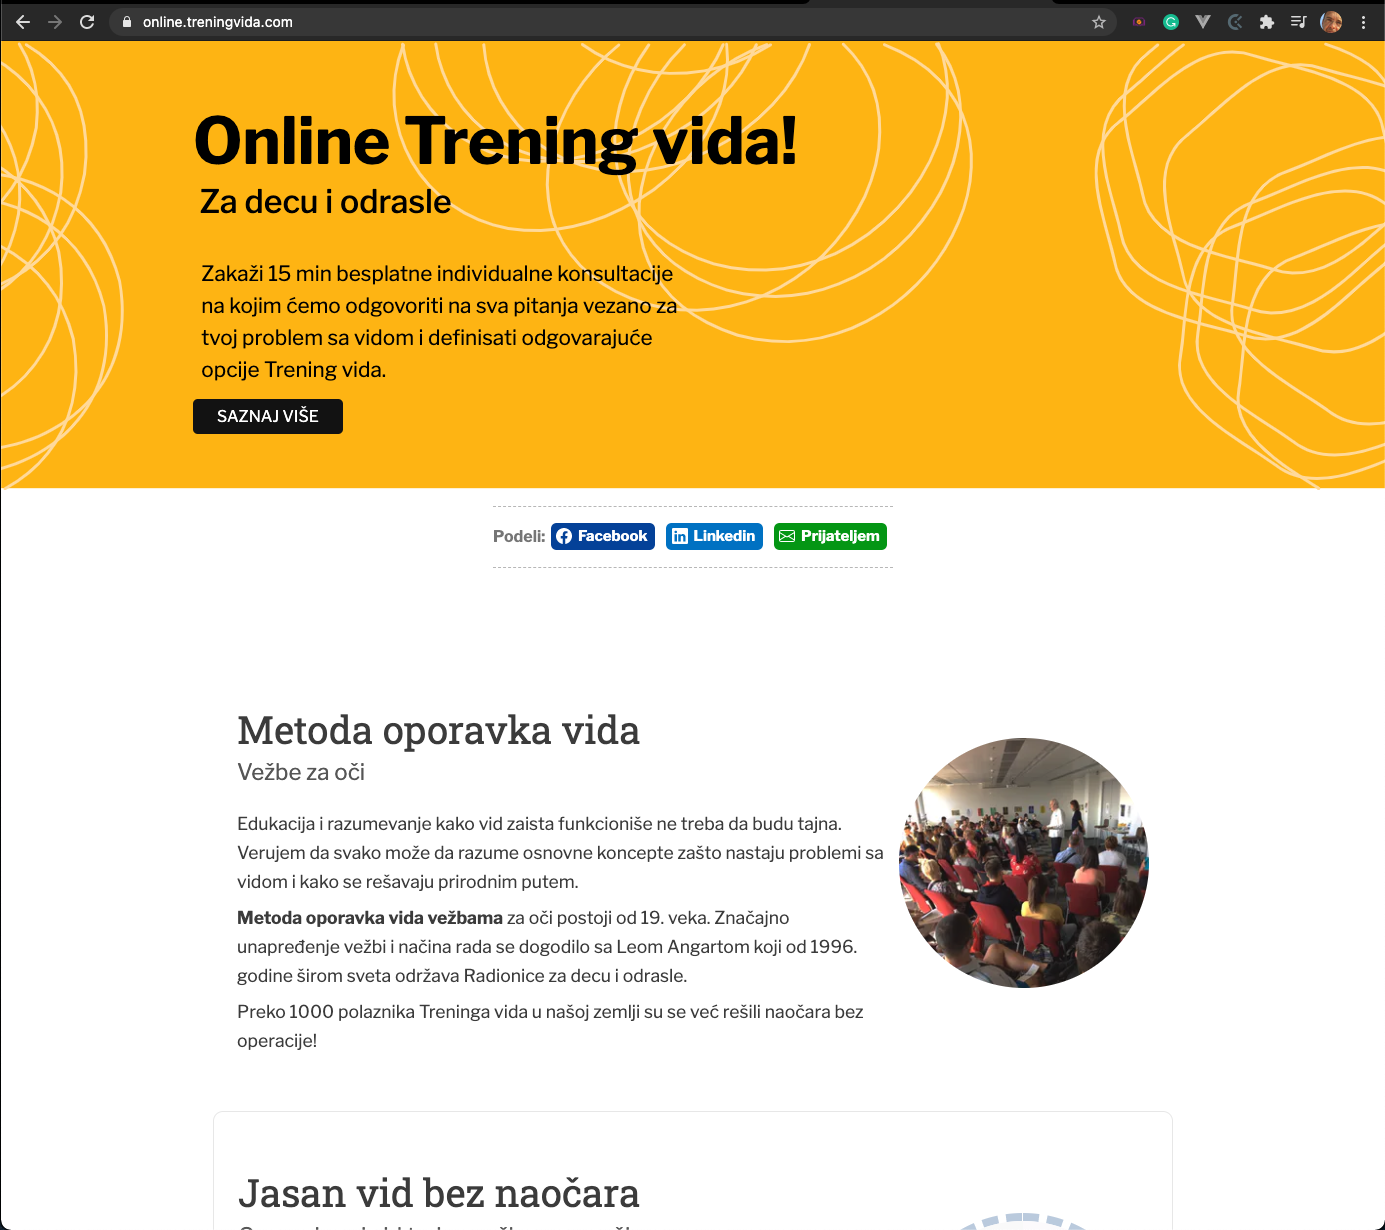 online.treningvida.com
Online Trening vida!
Za decu i odrasle
Zakaži 15 min besplatne individualne konsultacije
na kojim ćemo odgovoriti na sva pitanja vezano za
tvoj problem sa vidom i definisati odgovarajuće
opcije Trening vida.
SAZNAJ VIŠE
Podeli: Facebook Linkedin Prijateljem
Metoda oporavka vida
Vežbe za oči
Edukacija i razumevanje kako vid zaista funkcioniše ne treba da budu tajna.
Verujem da svako može da razume osnovne koncepte zašto nastaju problemi sa
vidom i kako se rešavaju prirodnim putem.
Metoda oporavka vida vežbama za oči postoji od 19. veka. Značajno
unapređenje vežbi i načina rada se dogodilo sa Leom Angartom koji od 1996.
godine širom sveta održava Radionice za decu i odrasle.
Preko 1000 polaznika Treninga vida u našoj zemlji su se već rešili naočara bez
operacije!
Jasan vid bez naočara